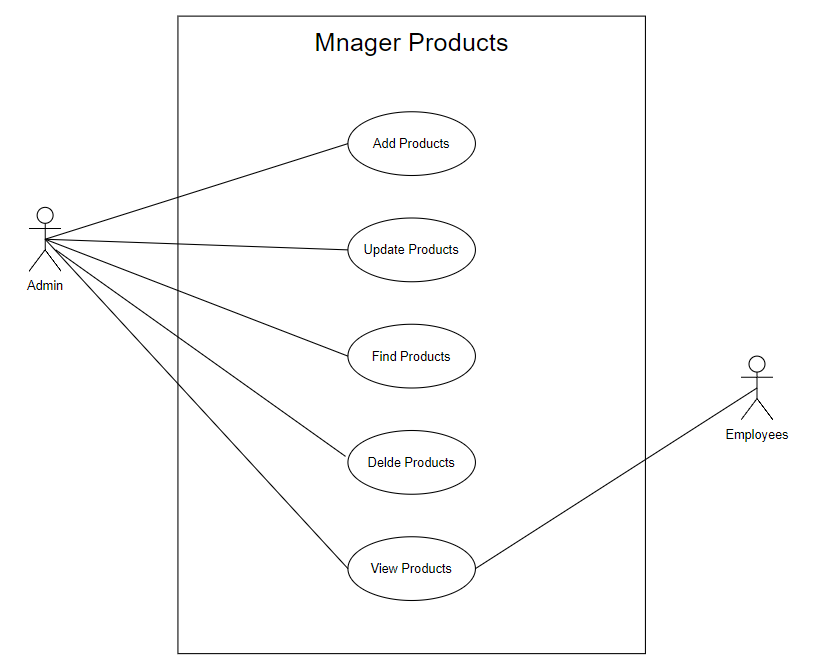 Mnager Products
Add Products
Update Products
Admin
Find Products
Employees
Delde Products
View Products